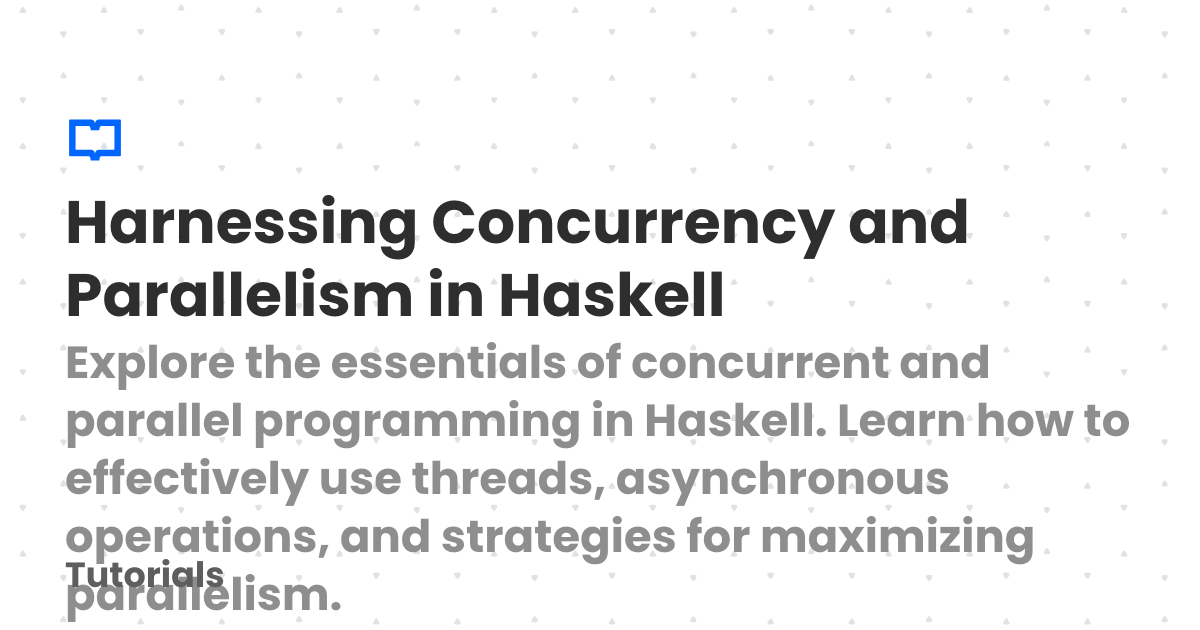 Harnessing Concurrency and
Parallelism in Haskell
Explore the essentials of concurrent and
parallel programming in Haskell. Learn how to
effectively use threads, asynchronous
operations, and strategies for maximizing
Tutorials
parallelism.